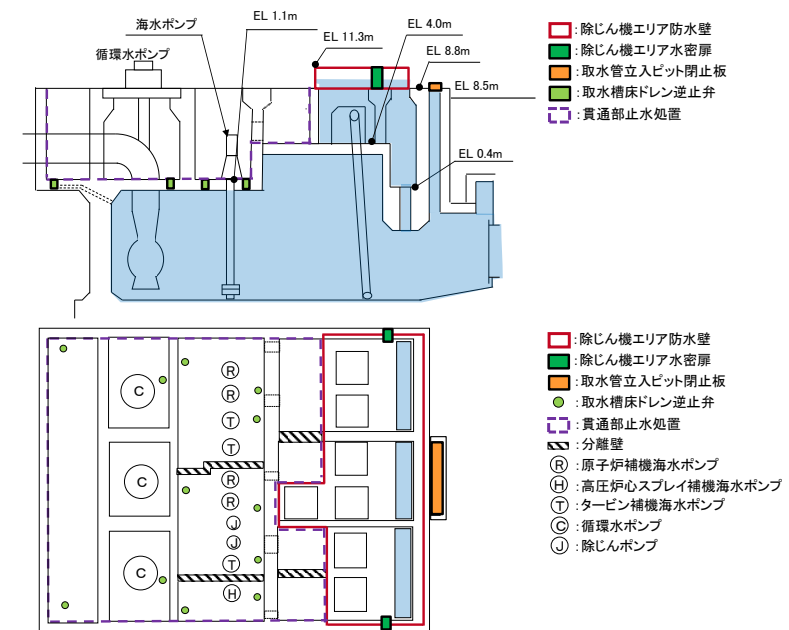 海水ポンプ
EL 1.1m
EL 4.0m
EL 11.3m
循環水ポンプ
EL 8.8m
EL 8.5m
EL 0.4m
:除じん機エリア防水壁
:除じん機エリア水密扉
:取水管立入ピット閉止板
:取水槽床ドレン逆止弁
:貫通部止水処置
R
R
T
T
R
R
J
J
T
H
C
C
C
:除じん機エリア防水壁
:除じん機エリア水密扉
:取水管立入ピット閉止板
:取水槽床ドレン逆止弁
:貫通部止水処置
:分離壁
R:原子炉補機海水ポンプ
H:高圧炉心スプレイ補機海水ポンプ
T:タービン補機海水ポンプ
C:循環水ポンプ
J:除じんポンプ